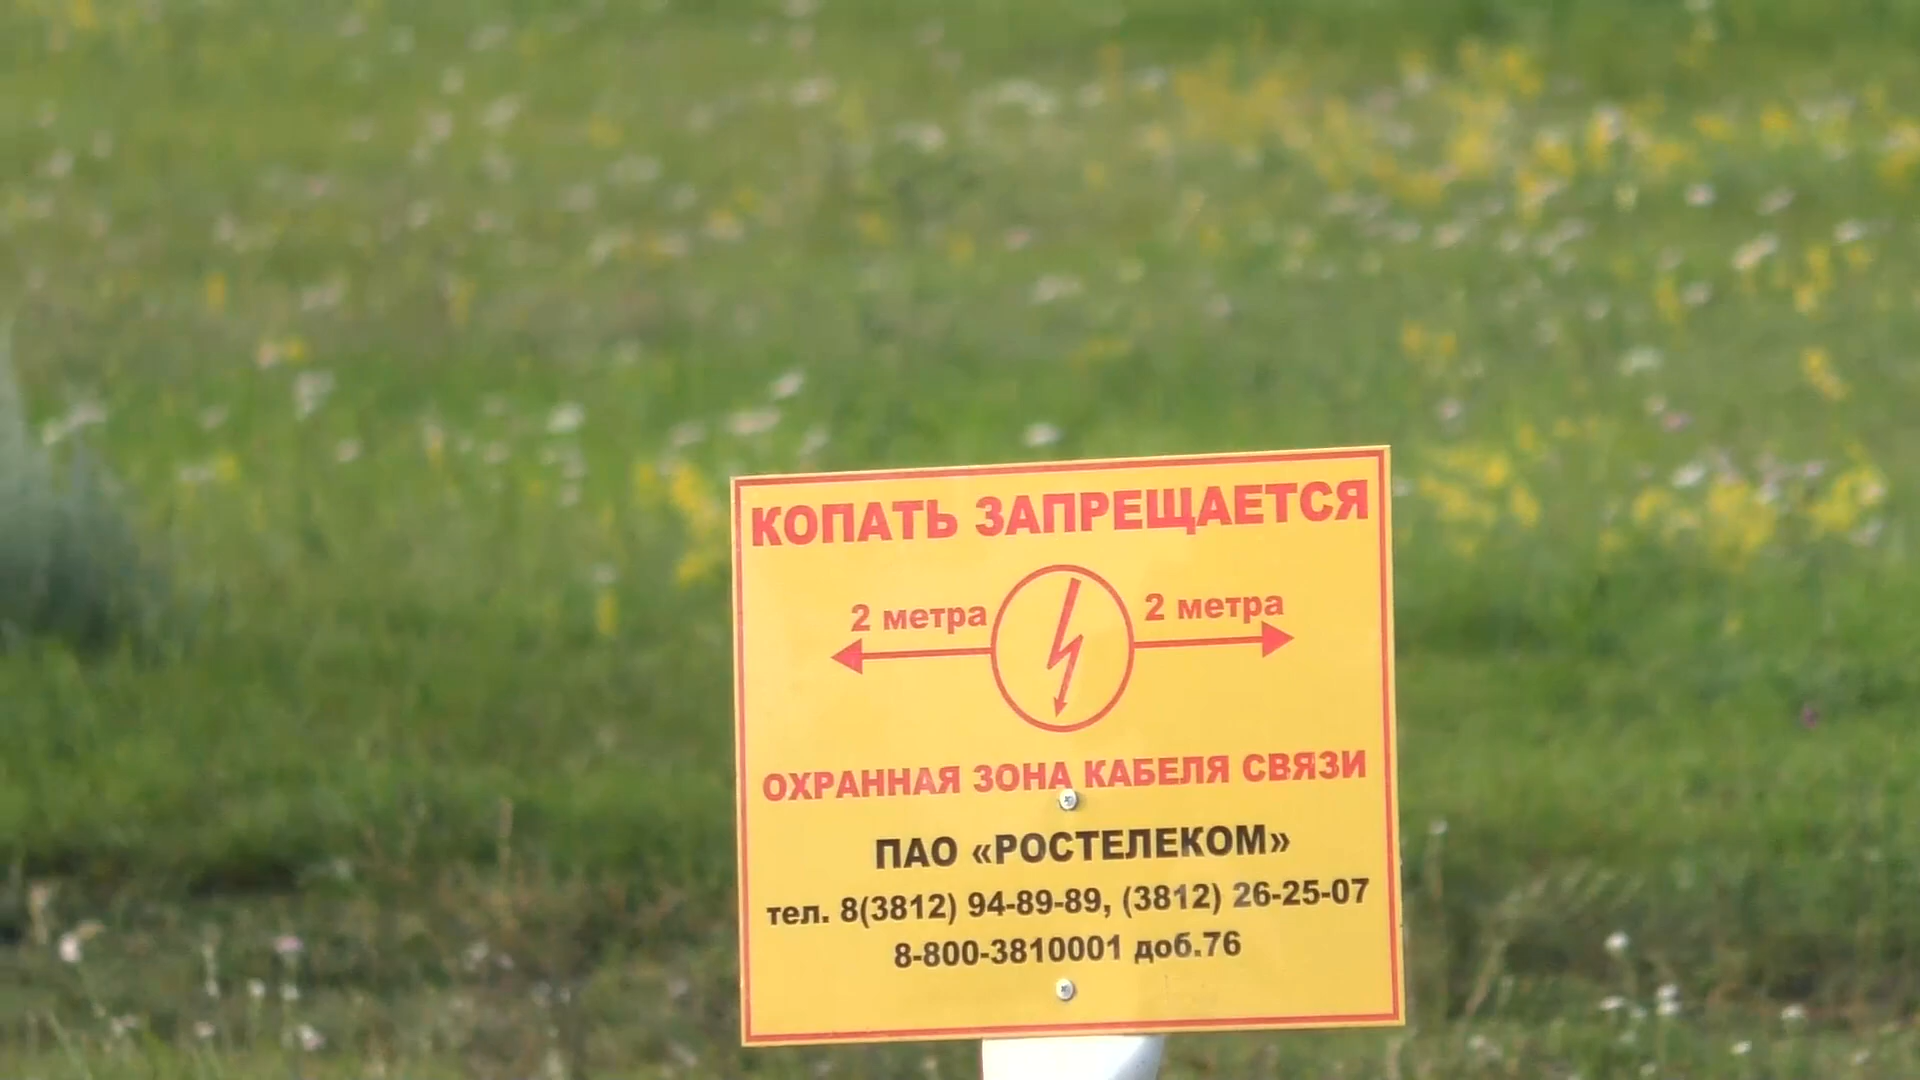 КОПАТЬ ЗАПРЕЩАЕТСЯ
2 метра 2 метра
ОХРАННАЯ ЗОНА КАБЕЛЯ СВЯЗИ
ПАО «РОСТЕЛЕКОМ»
тел. 8(3812) 94-89-89, (3812) 26-25-07
8-800-3810001 доб.76